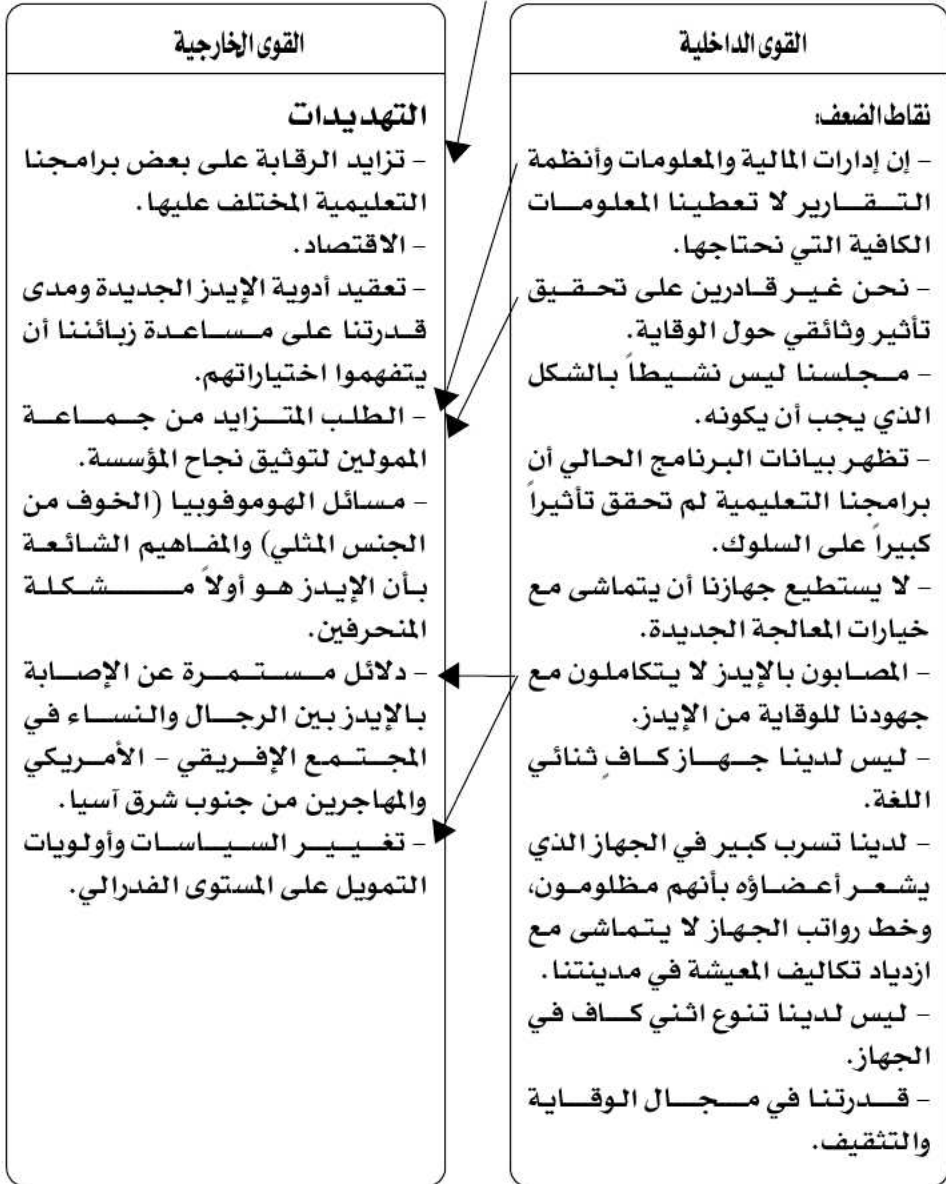 القوى الداخلية
نقاط الضعف:
- إن إدارات المالية والمعلومات وأنظمة
التقارير لا تعطينا المعلومات
الكافية التي نحتاجها.
- نحن غير قادرين على تحقيق
تأثير وثائقي حول الوقاية.
- مجلسنا ليس نشيطاً بالشكل
الذي يجب أن يكونه.
- تظهر بيانات البرنامج الحالي أن
برامجنا التعليمية لم تحقق تأثيراً
كبيراً على السلوك.
- لا يستطيع جهازنا أن يتماشى مع
خيارات المعالجة الجديدة.
- المصابون بالإيدز لا يتكاملون مع
جهودنا للوقاية من الإيدز.
- ليس لدينا جهاز كافٍ ثنائي
اللغة.
- لدينا تسرب كبير في الجهاز الذي
يشعر أعضاؤه بأنهم مظلومون،
وخط رواتب الجهاز لا يتماشى مع
ازدياد تكاليف المعيشة في مدينتنا.
- ليس لدينا تنوع اثني كاف في
الجهاز.
- قدرتنا في مجال الوقاية
والتثقيف.
القوى الخارجية
التهديدات
- تزايد الرقابة على بعض برامجنا
التعليمية المختلف عليها.
- الاقتصاد.
- تعقيد أدوية الإيدز الجديدة ومدى
قدرتنا على مساعدة زبائننا أن
يتفهموا اختياراتهم.
- الطلب المتزايد من جماعة
الممولين لتوثيق نجاح المؤسسة.
- مسائل الهوموفوبيا (الخوف من
الجنس المثلي) والمفاهيم الشائعة
بأن الإيدز هو أولاً مشكلة
المنحرفين.
- دلائل مستمرة عن الإصابة
بالإيدز بين الرجال والنساء في
المجتمع الإفريقي - الأمريكي
والمهاجرين من جنوب شرق آسيا.
- تغيير السياسات وأولويات
التمويل على المستوى الفدرالي.